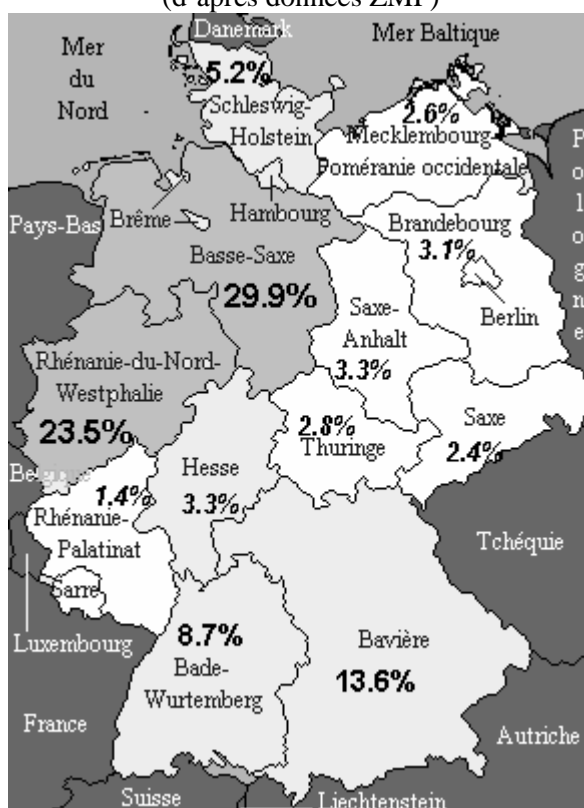 (d'après données ZMP)
Danemark
Mer
du
Nord
Mer Baltique
5.2%
Schleswig-
Holstein
2.6%
Mecklembourg
Poméranie occidentale
Pologne
Pays-Bas
Brême
Hambourg
Brandebourg
3.1%
Berlin
Basse-Saxe
29.9%
Saxe-
Anhalt
3.3%
Rhénanie-du-Nord-
Westphalie
23.5%
2.8%
Thuringe
Saxe
2.4%
Hesse
3.3%
Belgique
1.4%
Rhénanie-
Palatinat
Sarre
Tchéquie
Luxembourg
8.7%
Bade-
Wurtemberg
Bavière
13.6%
France
Autriche
Suisse
Liechtenstein